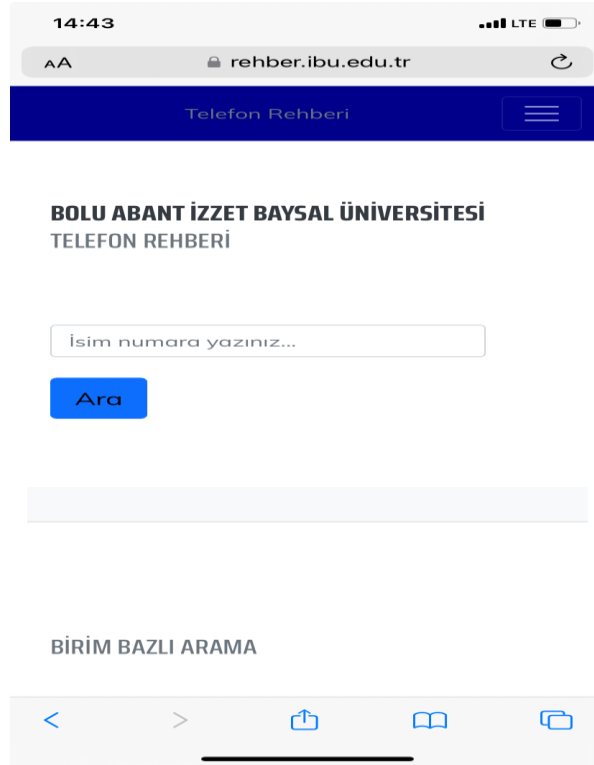 14:43
LTE
AA
rehber.ibu.edu.tr
Telefon Rehberi
BOLU ABANT İZZET BAYSAL ÜNİVERSİTESİ
TELEFON REHBERİ
İsim numara yazınız...
Ara
BİRİM BAZLI ARAMA